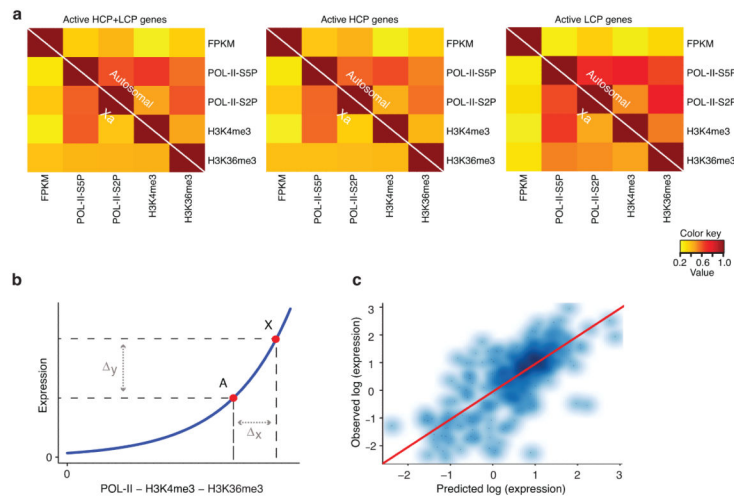 a
Active HCP+LCP genes
Active HCP genes
Active LCP genes
Autosomal
Xa
FPKM
POL-II-S5P
POL-II-S2P
H3K4me3
H3K36me3
FPKM
POL-II-S5P
POL-II-S2P
H3K4me3
H3K36me3
Autosomal
Xa
FPKM
POL-II-S5P
POL-II-S2P
H3K4me3
H3K36me3
FPKM
POL-II-S5P
POL-II-S2P
H3K4me3
H3K36me3
Autosomal
Xa
FPKM
POL-II-S5P
POL-II-S2P
H3K4me3
H3K36me3
FPKM
POL-II-S5P
POL-II-S2P
H3K4me3
H3K36me3
Color key
0.2 0.6 1.0
Value
b
X
Δy
A
Δx
Expression
0
0
POL-II – H3K4me3 – H3K36me3
c
3
2
1
0
-1
-2
Observed log (expression)
–2 –1 0 1 2 3
Predicted log (expression)